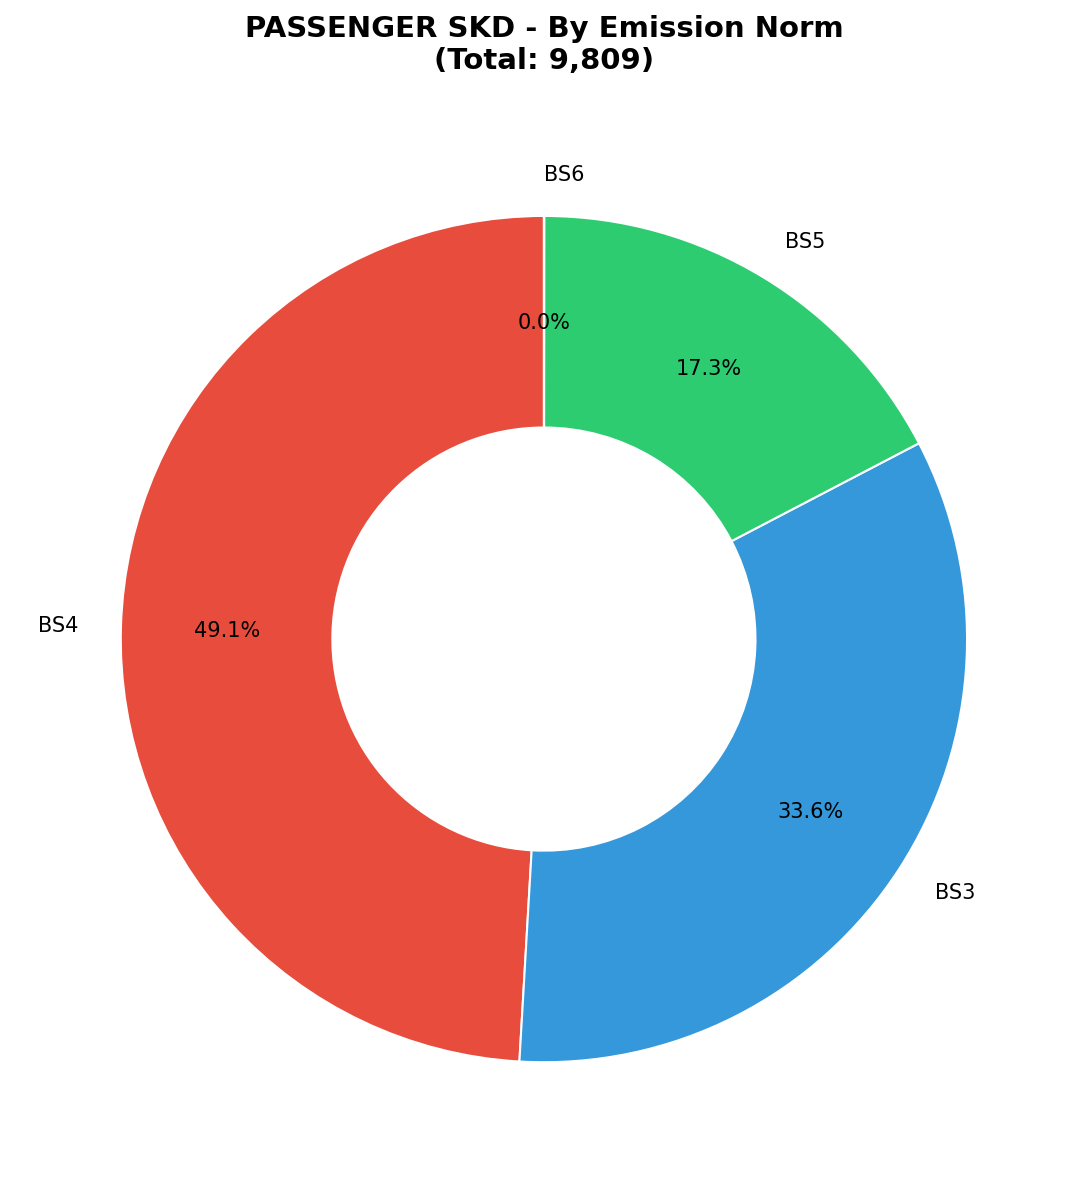 PASSENGER SKD - By Emission Norm
(Total: 9,809)
BS6
BS5
0.0%
17.3%
BS4
49.1%
33.6%
BS3